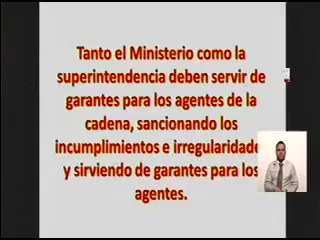 Tanto el Ministerio como la
superintendencia deben servir de
garantes para los agentes de la
cadena, sancionando los
incumplimientos e irregularidade
y sirviendo de garantes para los
agentes.